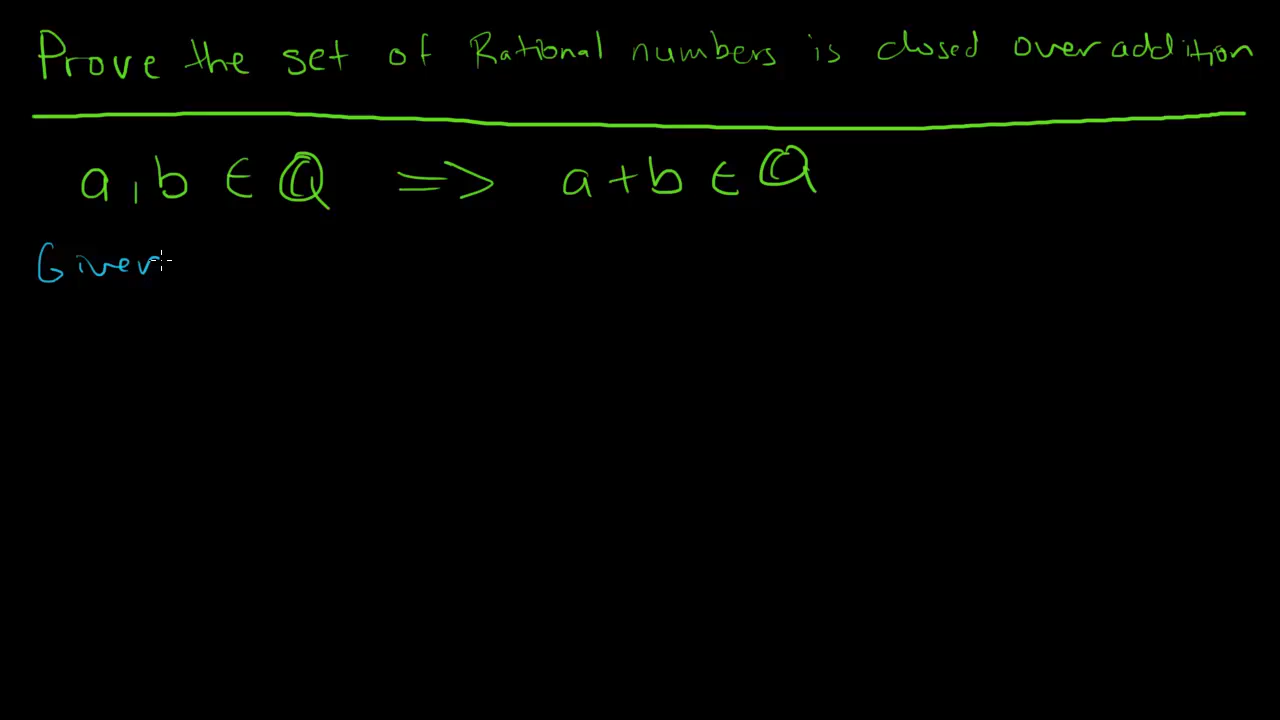 Prove the set of Rational numbers is closed over addition
a, b ∈ ℚ => a + b ∈ ℚ
Given